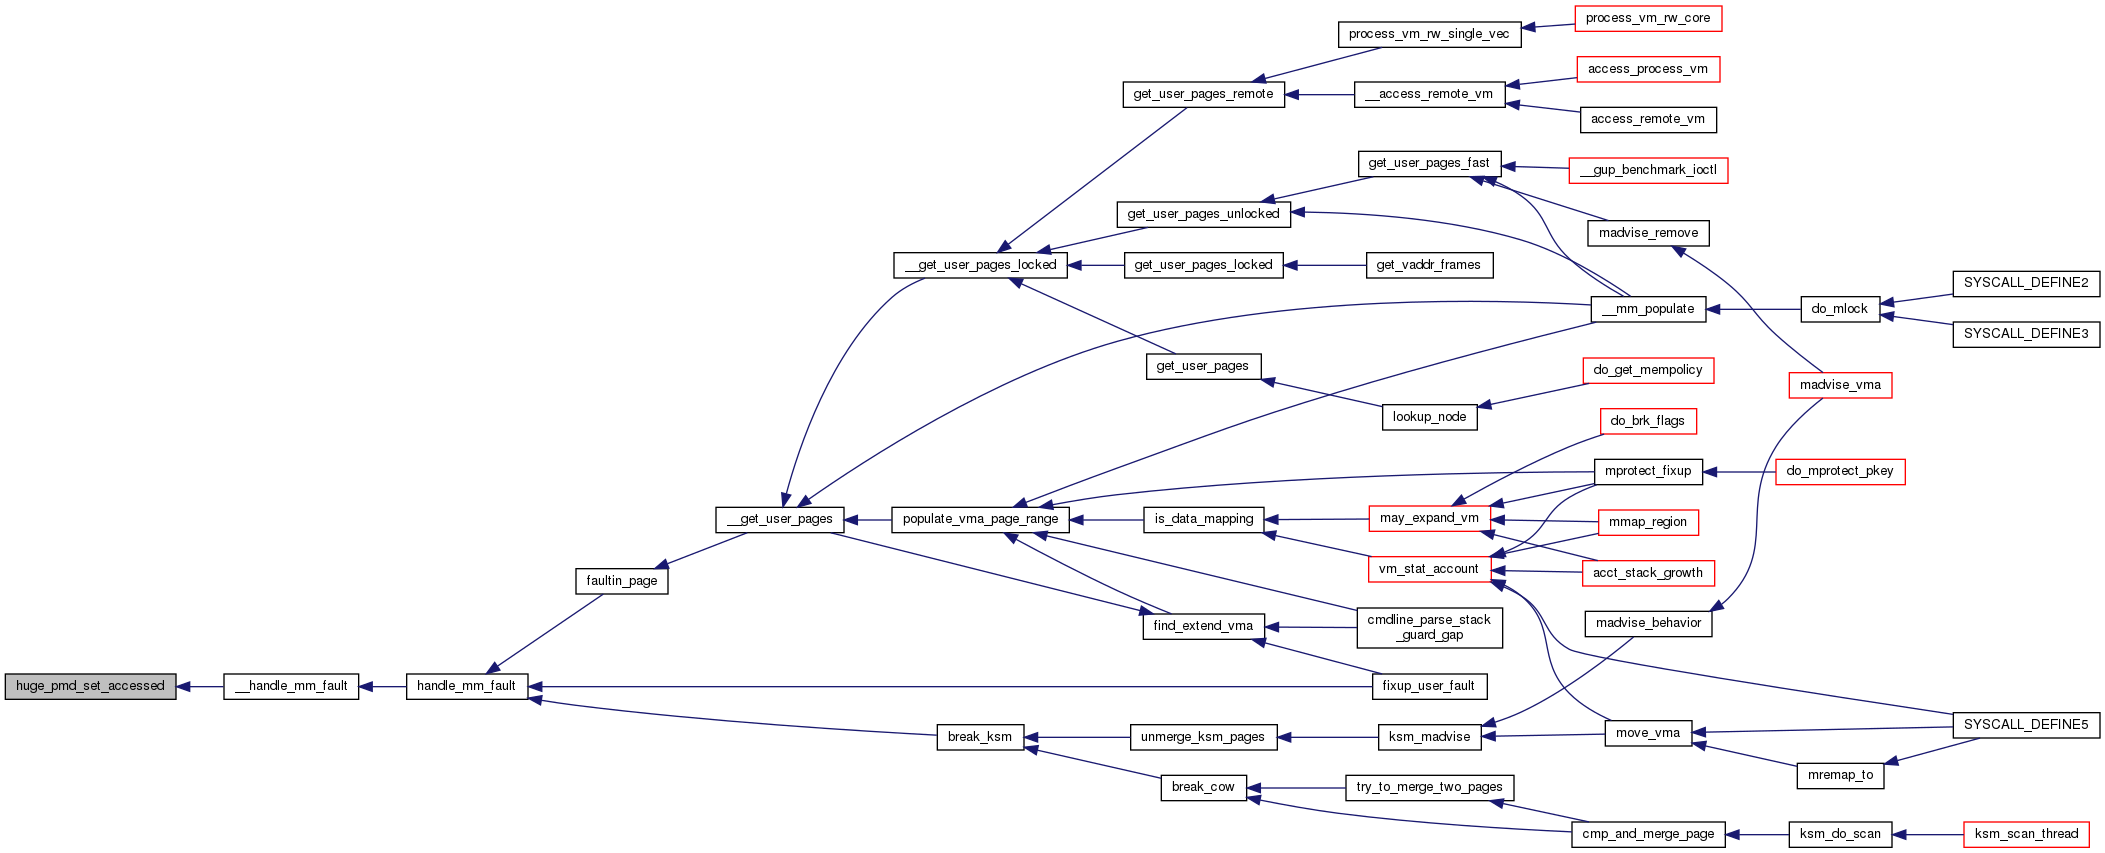 process_vm_rw_core
process_vm_rw_single_vec
access_process_vm
get_user_pages_remote
__access_remote_vm
access_remote_vm
get_user_pages_fast
__gup_benchmark_ioctl
get_user_pages_unlocked
madvise_remove
__get_user_pages_locked
get_user_pages_locked
get_vaddr_frames
SYSCALL_DEFINE2
__mm_populate
do_mlock
SYSCALL_DEFINE3
get_user_pages
do_get_mempolicy
madvise_vma
lookup_node
do_brk_flags
mprotect_fixup
do_mprotect_pkey
__get_user_pages
populate_vma_page_range
is_data_mapping
may_expand_vm
mmap_region
vm_stat_account
acct_stack_growth
faultin_page
find_extend_vma
cmdline_parse_stack
_guard_gap
madvise_behavior
huge_pmd_set_accessed
__handle_mm_fault
handle_mm_fault
fixup_user_fault
break_ksm
unmerge_ksm_pages
ksm_madvise
move_vma
SYSCALL_DEFINE5
mremap_to
break_cow
try_to_merge_two_pages
cmp_and_merge_page
ksm_do_scan
ksm_scan_thread